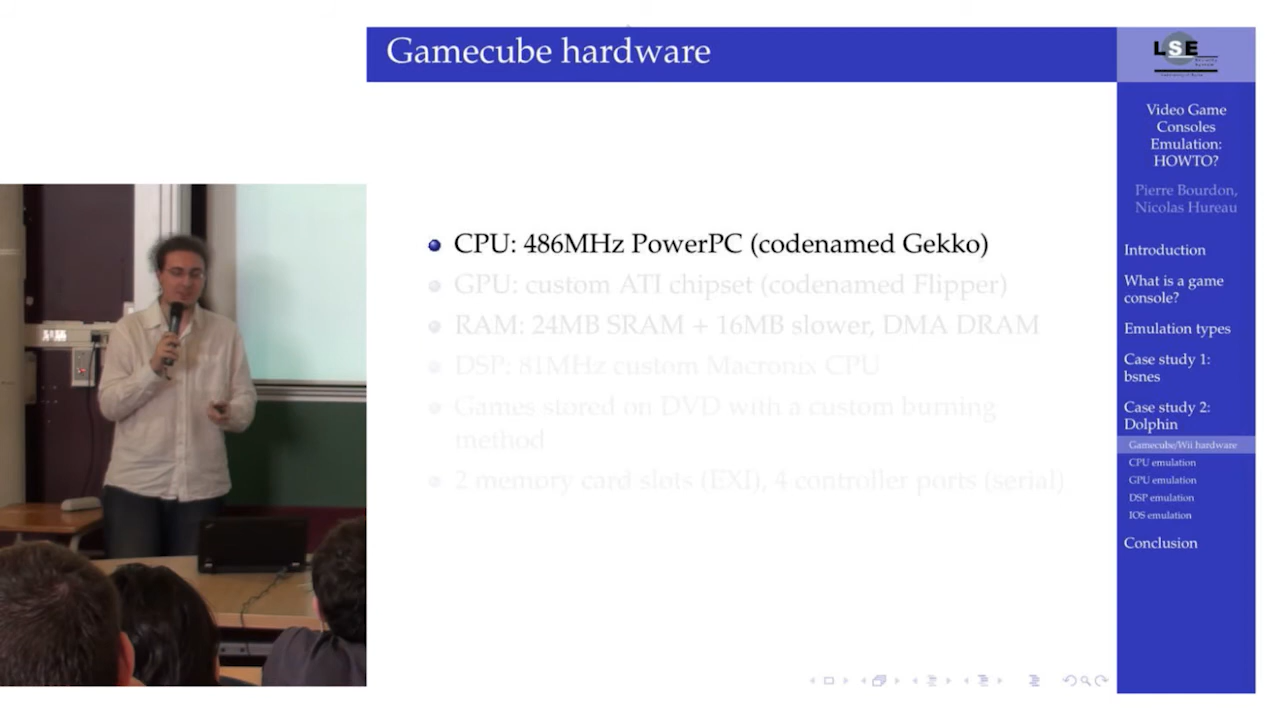 Gamecube hardware
LSE
Video Game
Consoles
Emulation:
HOWTO?
Pierre Bourdon,
Nicolas Hureau
CPU: 486MHz PowerPC (codenamed Gekko)
GPU: custom ATI chipset (codenamed Flipper)
RAM: 24MB SRAM + 16MB slower, DMA DRAM
DSP: 81MHz custom Macronix CPU
Games stored on DVD with a custom burning
method
2 memory card slots (EXI), 4 controller ports (serial)
Introduction
What is a game
console?
Emulation types
Case study 1:
bsnes
Case study 2:
Dolphin
Gamecube/Wii hardware
CPU emulation
GPU emulation
DSP emulation
IOS emulation
Conclusion